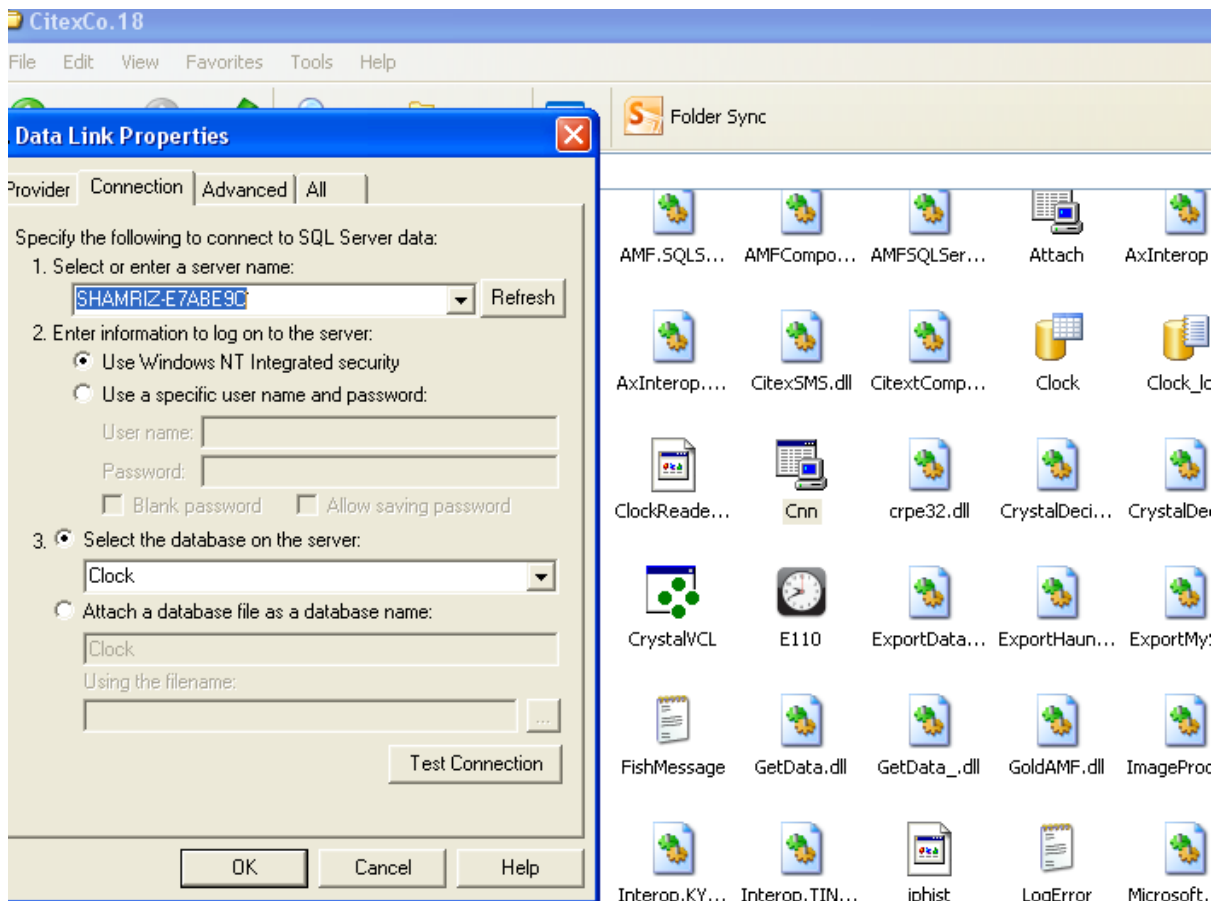 CitexCo.18
File Edit View Favorites Tools Help
Folder Sync
Data Link Properties
Provider Connection Advanced All
Specify the following to connect to SQL Server data:
1. Select or enter a server name:
SHAMRIZ-E7ABE9C
Refresh
2. Enter information to log on to the server:
Use Windows NT Integrated security
Use a specific user name and password:
User name:
Password:
Blank password Allow saving password
3. Select the database on the server:
Clock
Attach a database file as a database name:
Clock
Using the filename:
...
Test Connection
OK Cancel Help
AMF.SQLS... AMFCompo... AMFSQLSer... Attach AxInterop
AxInterop.... CitexSMS.dll CitextComp... Clock Clock_lo
ClockReade... Cnn crpe32.dll CrystalDeci... CrystalDe
CrystalVCL E110 ExportData... ExportHaun... ExportMy
FishMessage GetData.dll GetData_.dll GoldAMF.dll ImageProc
Interop.KY... Interop.TIN... iphist LogError Microsoft.